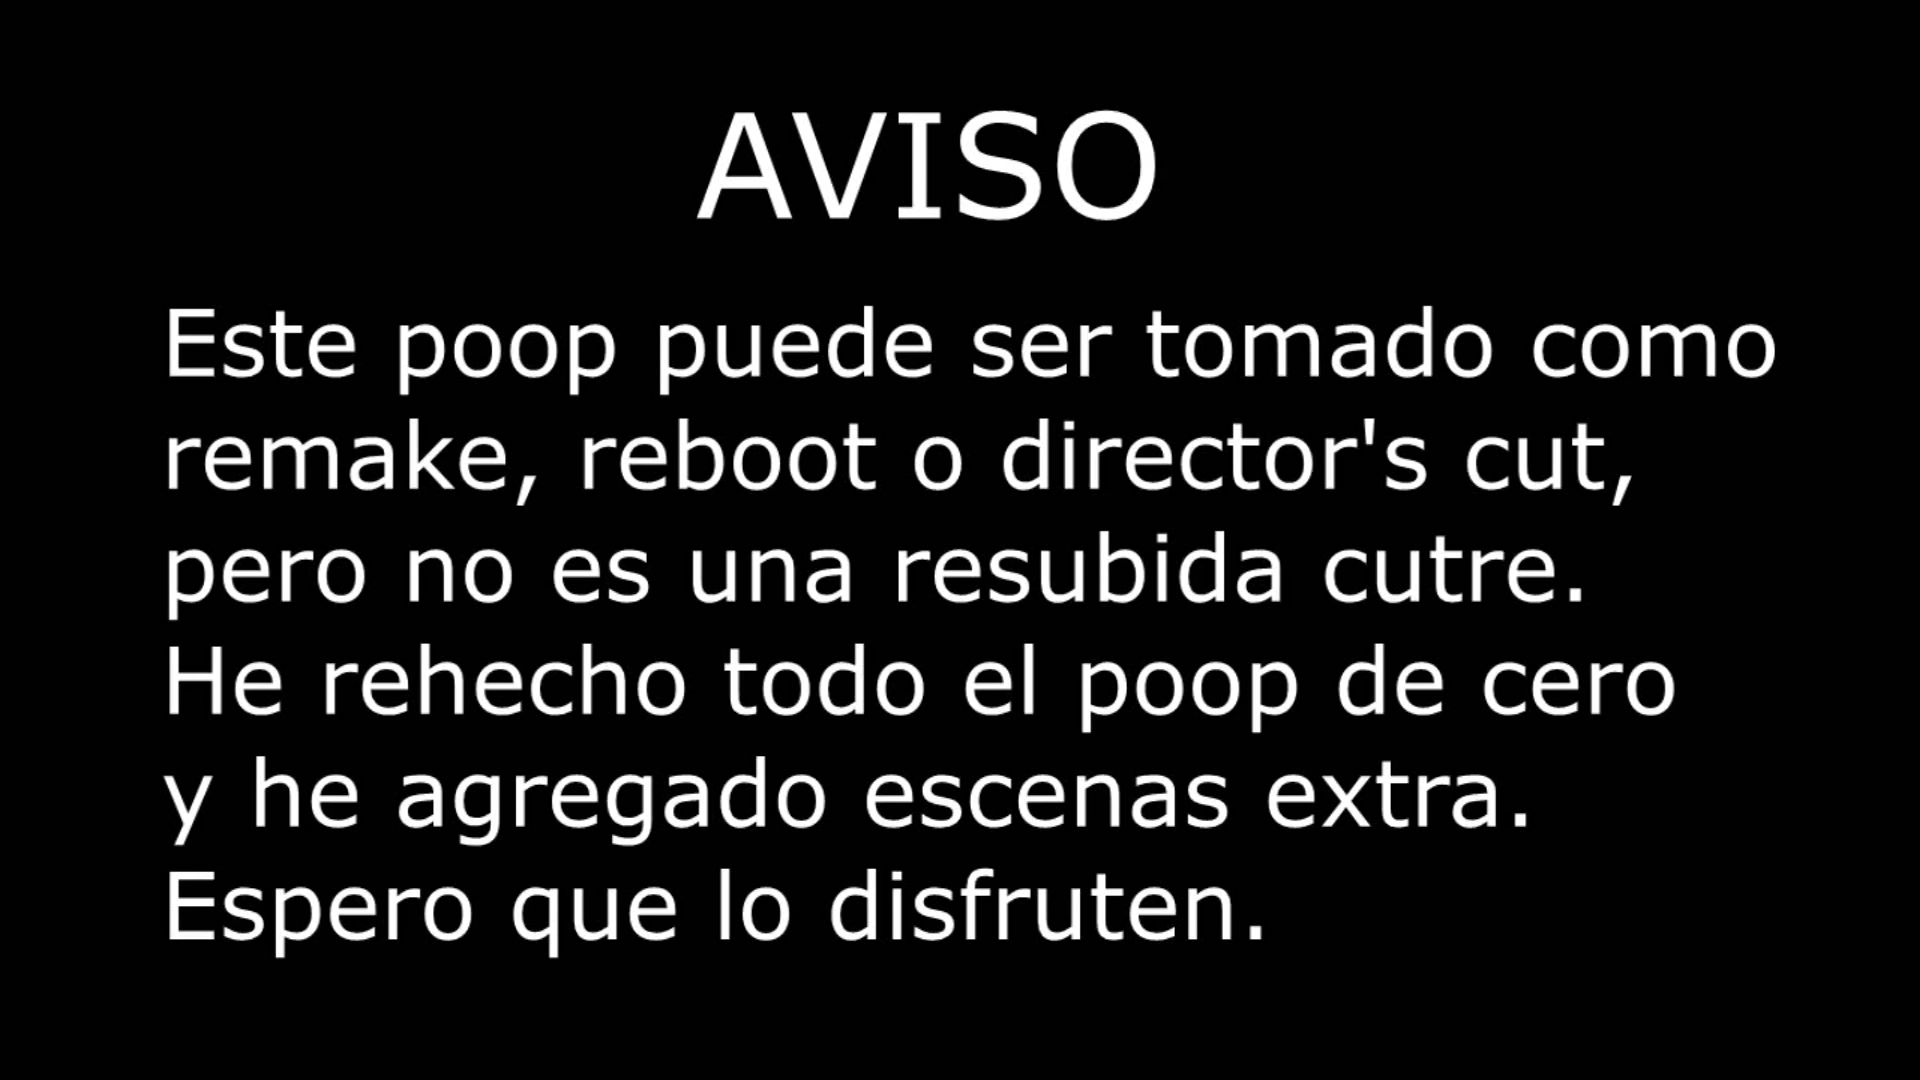 AVISO
Este poop puede ser tomado como
remake, reboot o director's cut,
pero no es una resubida cutre.
He rehecho todo el poop de cero
y he agregado escenas extra.
Espero que lo disfruten.